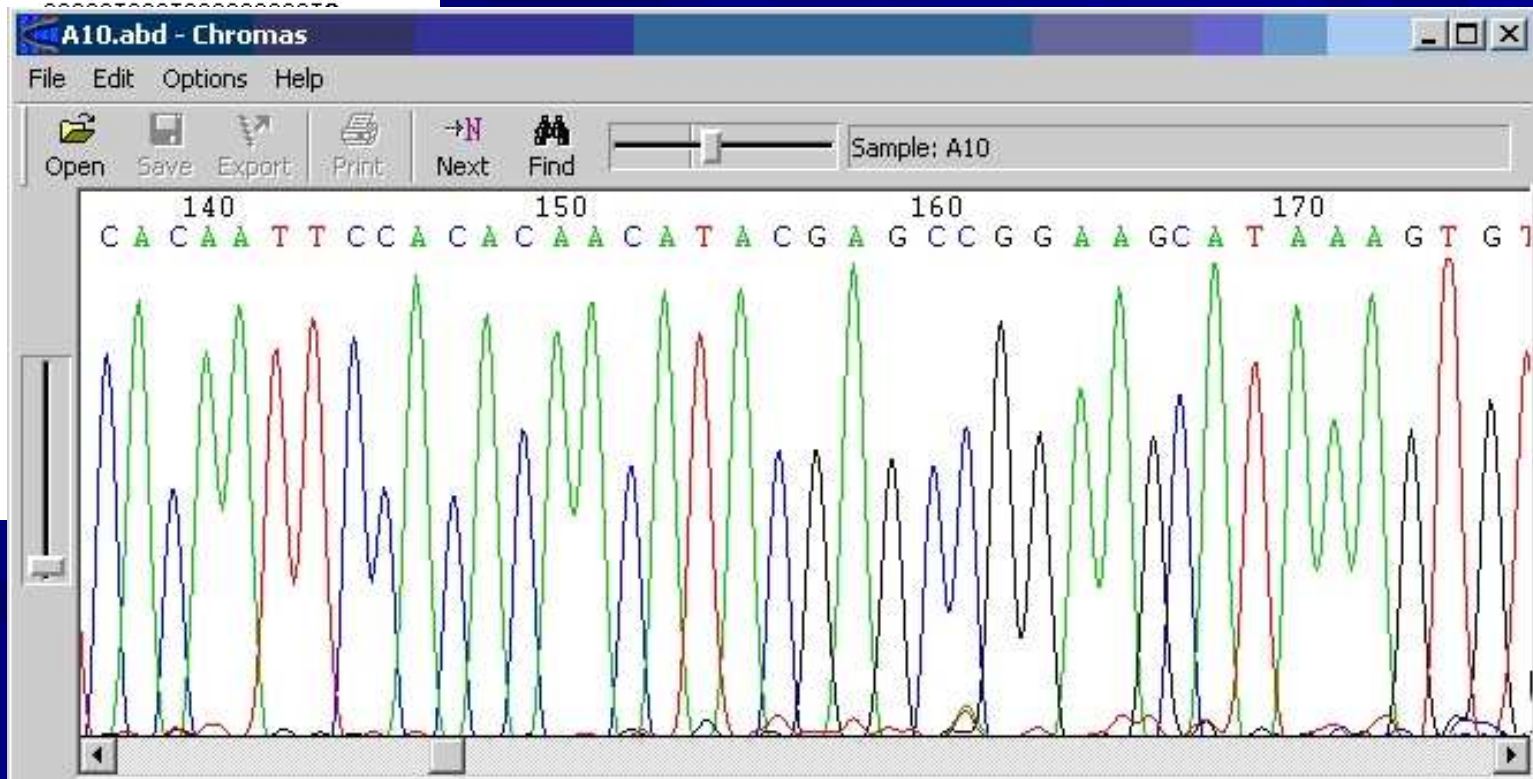 A10.abd - Chromas
File Edit Options Help
Open Save Export Print Next Find Sample: A10
140 150 160 170
C A C A A T T C C A C A C A A C A T A C G A G C C G G A A G C A T A A A G T G T